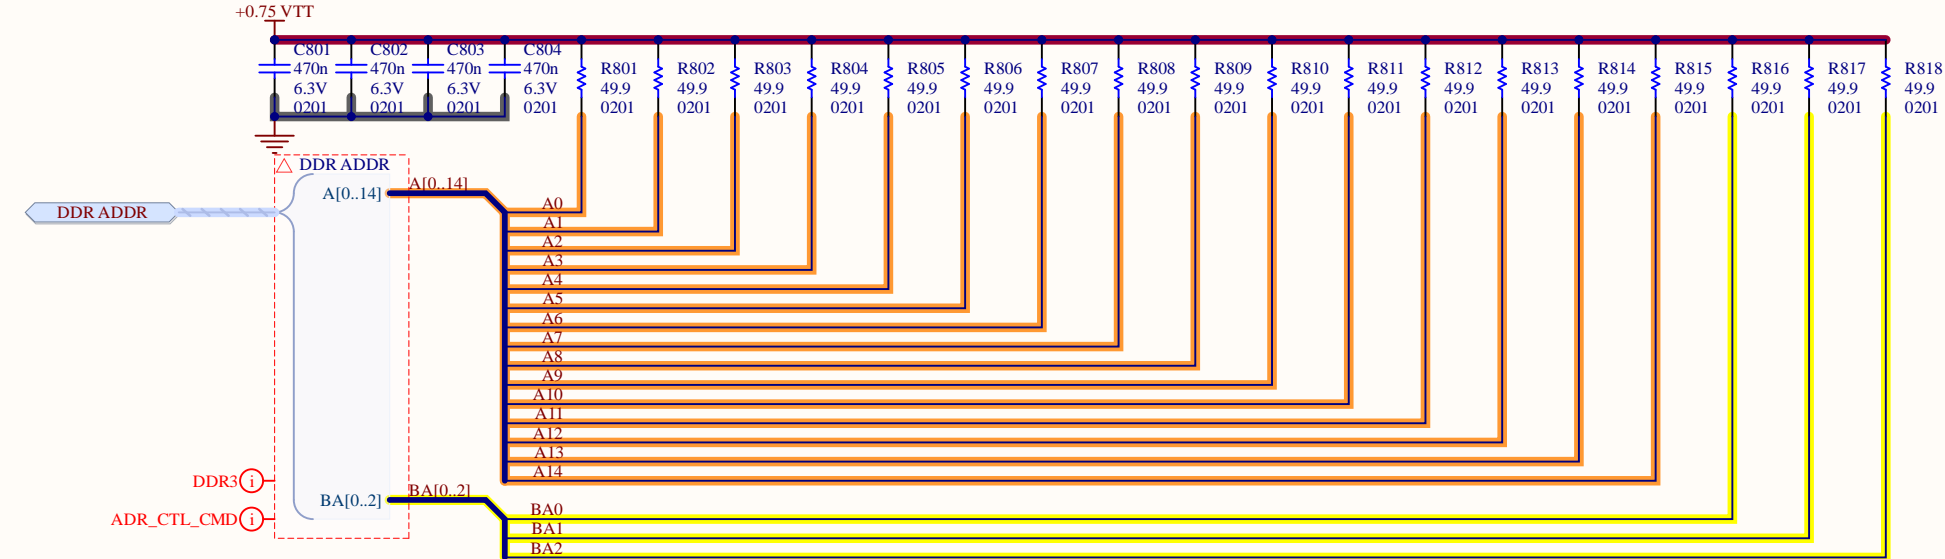 +0.75 VTT
C801 C802 C803 C804
470n 470n 470n 470n R801 R802 R803 R804 R805 R806 R807 R808 R809 R810 R811 R812 R813 R814 R815 R816 R817 R818
6.3V 6.3V 6.3V 6.3V 49.9 49.9 49.9 49.9 49.9 49.9 49.9 49.9 49.9 49.9 49.9 49.9 49.9 49.9 49.9 49.9 49.9 49.9
0201 0201 0201 0201 0201 0201 0201 0201 0201 0201 0201 0201 0201 0201 0201 0201 0201 0201 0201 0201 0201 0201
DDR ADDR
A[0..14] A[0..14]
DDR ADDR
A0
A1
A2
A3
A4
A5
A6
A7
A8
A9
A10
A11
A12
A13
A14
DDR3 i
BA[0..2] BA[0..2]
ADR_CTL_CMD i
BA0
BA1
BA2